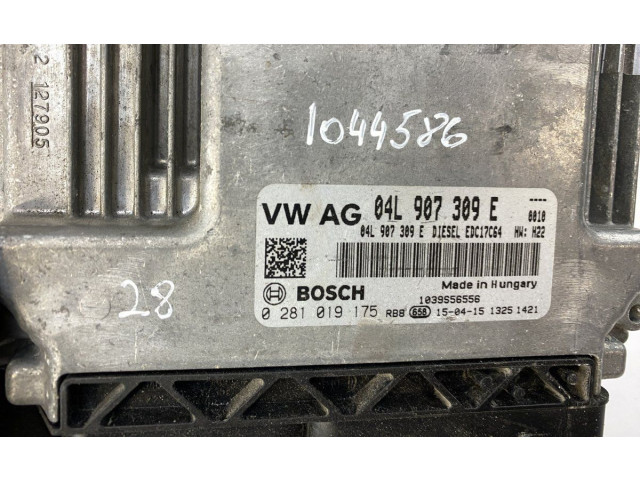 2 127905
1044586
VW AG 04L 907 309 E
----
0010
04L 907 309 E DIESEL EDC17C64 HW: H22
Made in Hungary
1039S56556
BOSCH
0 281 019 175 RB8 658 15-04-15 1325 1421
28